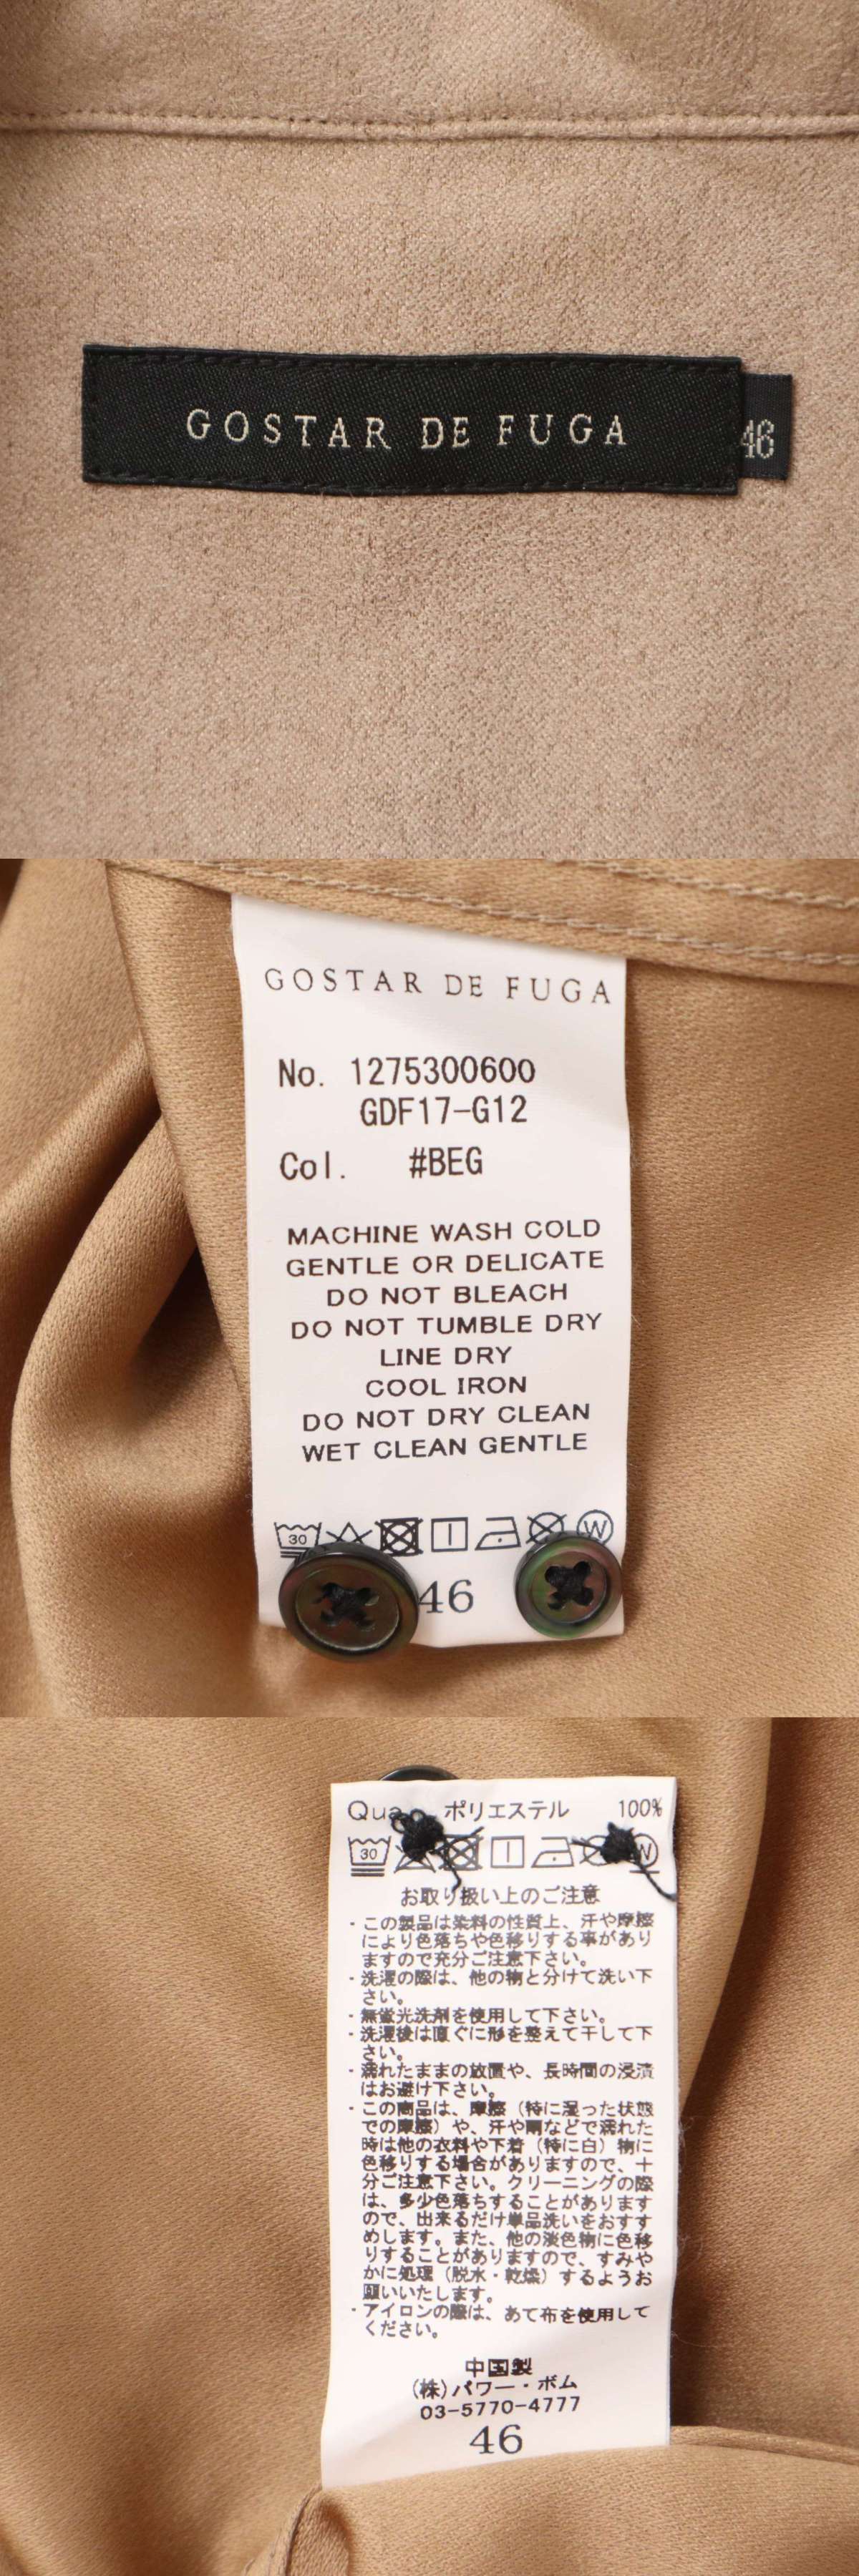 GOSTAR DE FUGA
46
GOSTAR DE FUGA
No. 1275300600
GDF17-G12
Col. #BEG
MACHINE WASH COLD
GENTLE OR DELICATE
DO NOT BLEACH
DO NOT TUMBLE DRY
LINE DRY
COOL IRON
DO NOT DRY CLEAN
WET CLEAN GENTLE
30 W
46
ポリエステル 100%
30 W
お取り扱い上のご注意
・この製品は染料の性質上、汗や摩擦
により色落ちや色移りする事があり
ますので充分ご注意下さい。
・洗濯の際は、他の物と分けて洗い下
さい。
・無蛍光洗剤を使用して下さい。
・洗濯後は直ぐに形を整えて干して下
さい。
・濡れたままの放置や、長時間の浸漬
はお避け下さい。
・この商品は、摩擦（特に湿った状態
での摩擦）や、汗や雨などで濡れた
時は他の衣料や下着（特に白）物に
色移りする場合がありますので、十
分ご注意下さい。クリーニングの際
は、多少色落ちすることがあります
ので、出来るだけ単品洗いをおすす
めします。また、他の淡色物に色移
りすることがありますので、すみや
かに処理（脱水・乾燥）するようお
願いいたします。
・アイロンの際は、あて布を使用して
ください。
中国製
(株)パワー・ボム
03-5770-4777
46